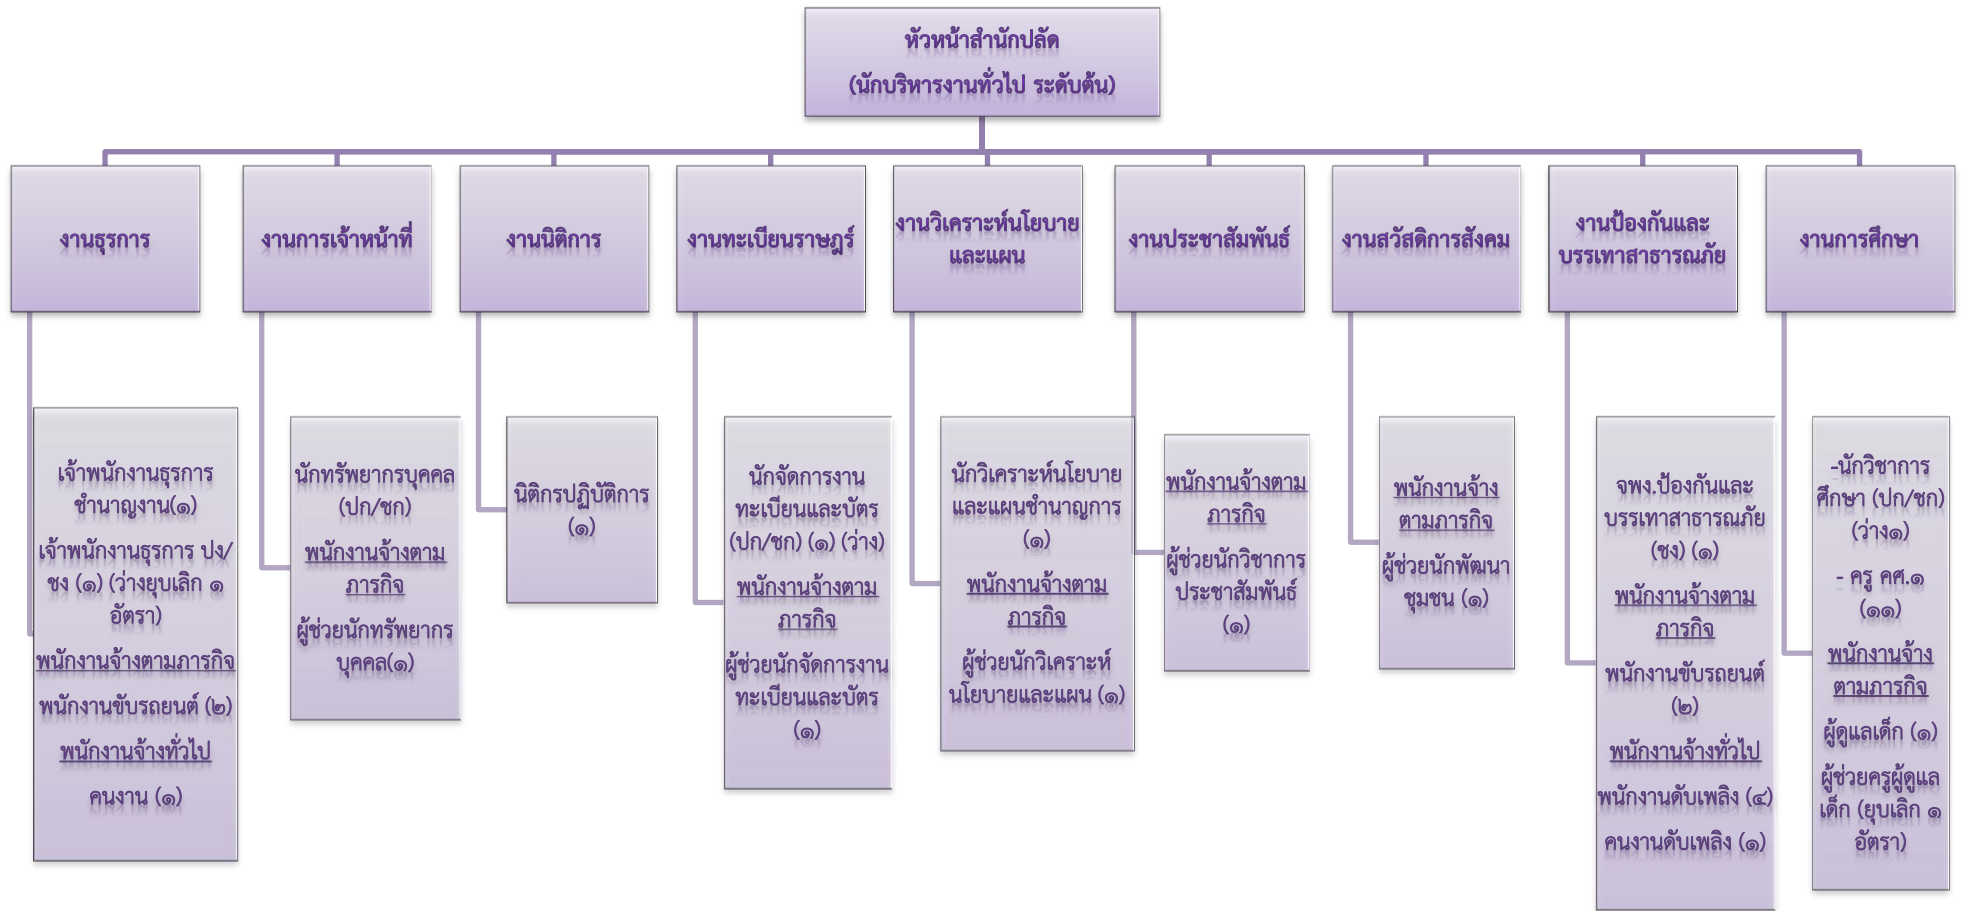 หัวหน้าสำนักปลัด
(นักบริหารงานทั่วไป ระดับต้น)
งานธุรการ
งานการเจ้าหน้าที่
งานนิติการ
งานทะเบียนราษฎร์
งานวิเคราะห์นโยบาย
และแผน
งานประชาสัมพันธ์
งานสวัสดิการสังคม
งานป้องกันและ
บรรเทาสาธารณภัย
งานการศึกษา
เจ้าพนักงานธุรการ
ชำนาญงาน(๑)
เจ้าพนักงานธุรการ ปง/
ชง (๑) (ว่างยุบเลิก ๑
อัตรา)
พนักงานจ้างตามภารกิจ
พนักงานขับรถยนต์ (๒)
พนักงานจ้างทั่วไป
คนงาน (๑)
นักทรัพยากรบุคคล
(ปก/ชก)
พนักงานจ้างตาม
ภารกิจ
ผู้ช่วยนักทรัพยากร
บุคคล(๑)
นิติกรปฏิบัติการ
(๑)
นักจัดการงาน
ทะเบียนและบัตร
(ปก/ชก) (๑) (ว่าง)
พนักงานจ้างตาม
ภารกิจ
ผู้ช่วยนักจัดการงาน
ทะเบียนและบัตร
(๑)
นักวิเคราะห์นโยบาย
และแผนชำนาญการ
(๑)
พนักงานจ้างตาม
ภารกิจ
ผู้ช่วยนักวิเคราะห์
นโยบายและแผน (๑)
พนักงานจ้างตาม
ภารกิจ
ผู้ช่วยนักวิชาการ
ประชาสัมพันธ์
(๑)
พนักงานจ้าง
ตามภารกิจ
ผู้ช่วยนักพัฒนา
ชุมชน (๑)
จพง.ป้องกันและ
บรรเทาสาธารณภัย
(ชง) (๑)
พนักงานจ้างตาม
ภารกิจ
พนักงานขับรถยนต์
(๒)
พนักงานจ้างทั่วไป
พนักงานดับเพลิง (๔)
คนงานดับเพลิง (๑)
-นักวิชาการ
ศึกษา (ปก/ชก)
(ว่าง๑)
- ครู คศ.๑
(๑๑)
พนักงานจ้าง
ตามภารกิจ
ผู้ดูแลเด็ก (๑)
ผู้ช่วยครูผู้ดูแล
เด็ก (ยุบเลิก ๑
อัตรา)